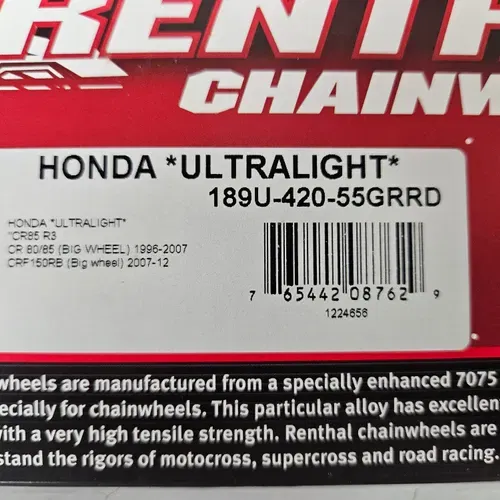 RENTH
CHAINW
HONDA *ULTRALIGHT*
189U-420-55GRRD
HONDA *ULTRALIGHT*
"CR85 R3
CR 80/85 (BIG WHEEL) 1996-2007
CRF150RB (Big wheel) 2007-12
7 65442 08762 9
1224656
wheels are manufactured from a specially enhanced 7075
ecially for chainwheels. This particular alloy has excellen
with a very high tensile strength. Renthal chainwheels are
stand the rigors of motocross, supercross and road racing.